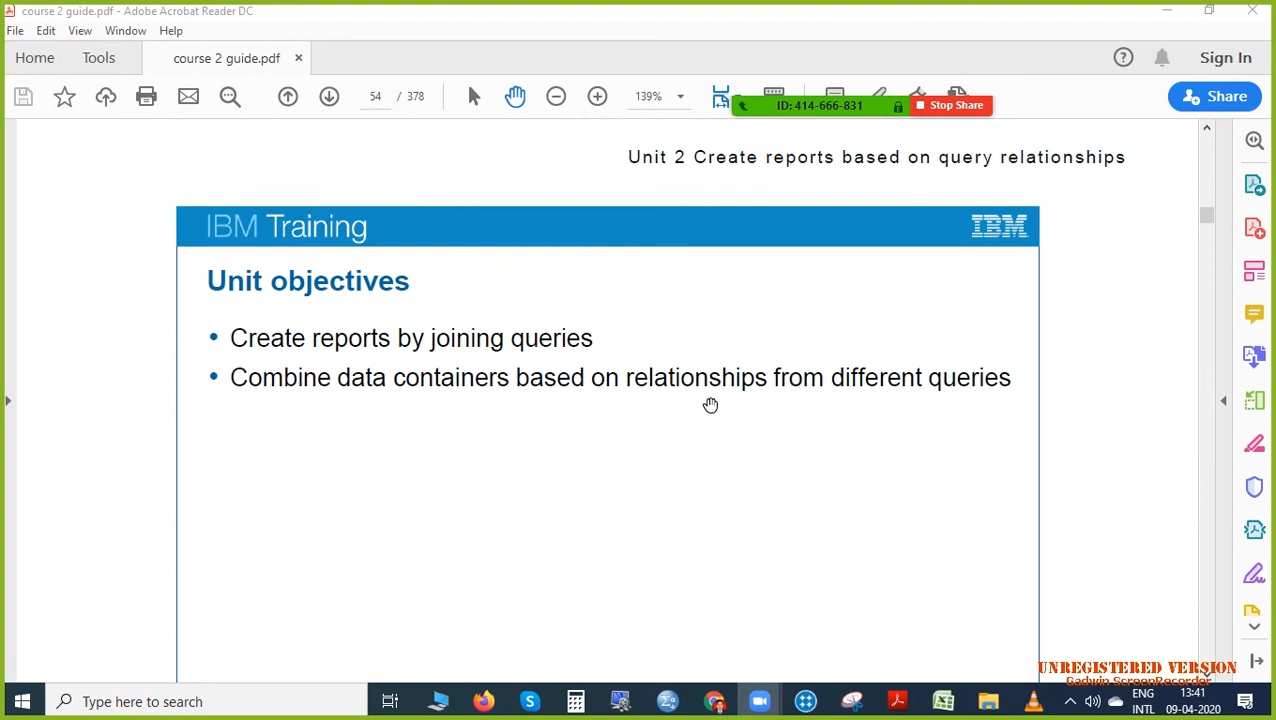 course 2 guide.pdf - Adobe Acrobat Reader DC
File Edit View Window Help
Home Tools course 2 guide.pdf × Sign In
54 / 378 139% Share
ID: 414-666-831 Stop Share
Unit 2 Create reports based on query relationships
IBM Training IBM
Unit objectives
• Create reports by joining queries
• Combine data containers based on relationships from different queries
UNREGISTERED VERSION
Gadwin ScreenRecorder
Type here to search
ENG 13:41
INTL 09-04-2020